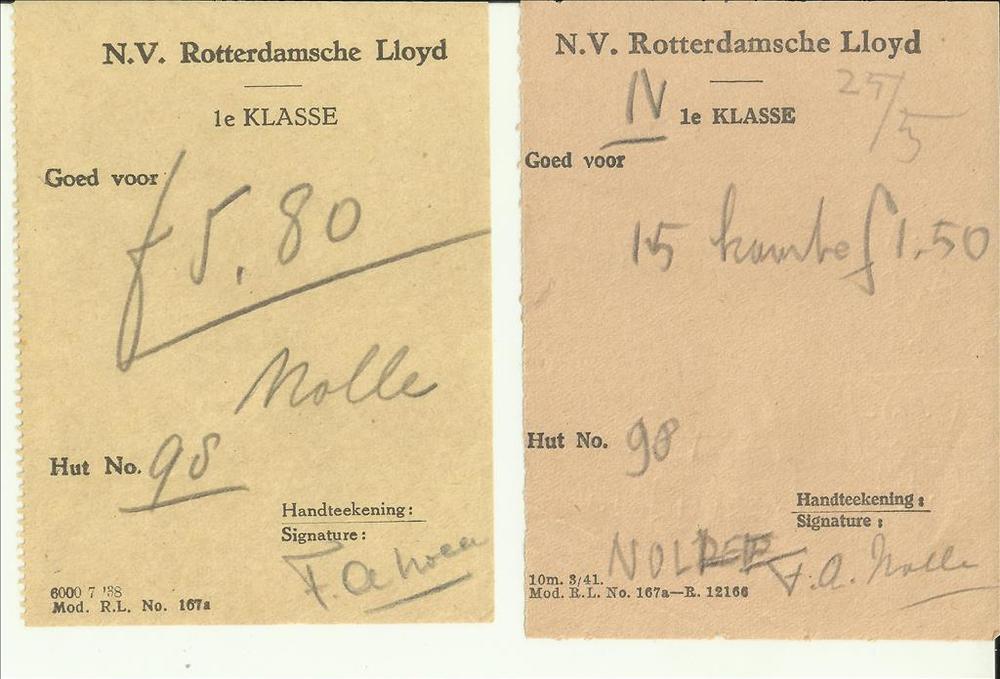 N.V. Rotterdamsche Lloyd
1e KLASSE
Goed voor
f 5.80
Nolle
Hut No. 98
Handteekening:
Signature:
F. A. Nolle
6000 7 '38
Mod. R.L. No. 167a
N.V. Rotterdamsche Lloyd
IV 1e KLASSE 25/5
Goed voor
15 f 1.50
Hut No. 98
Handteekening:
Signature:
F. A. Nolle
10m. 3/41.
Mod. R.L. No. 167a—R. 12166